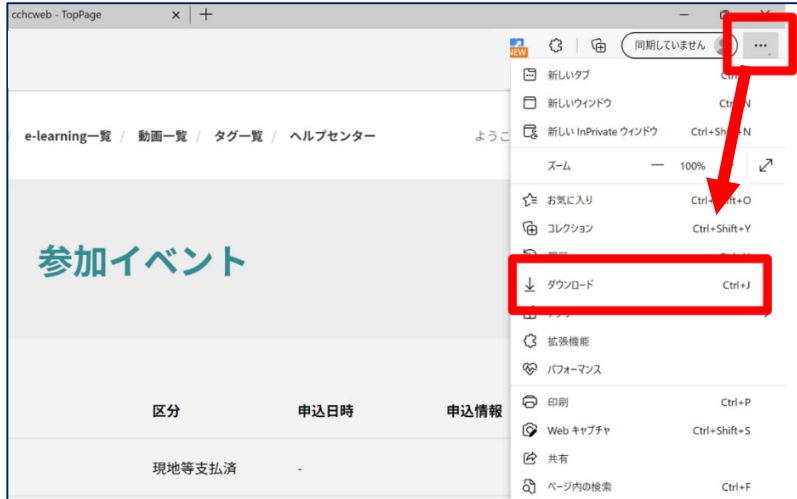 cchcweb - TopPage
NEW
同期していません
新しいタブ
新しいウィンドウ
新しい InPrivate ウィンドウ Ctrl+Sh
ズーム — 100%
お気に入り
コレクション Ctrl+Shift+Y
ダウンロード Ctrl+J
拡張機能
パフォーマンス
印刷 Ctrl+P
Web キャプチャ Ctrl+Shift+S
共有
ページ内の検索 Ctrl+F
e-learning一覧 / 動画一覧 / タグ一覧 / ヘルプセンター
ようこ
参加イベント
区分 申込日時 申込情報
現地等支払済 -